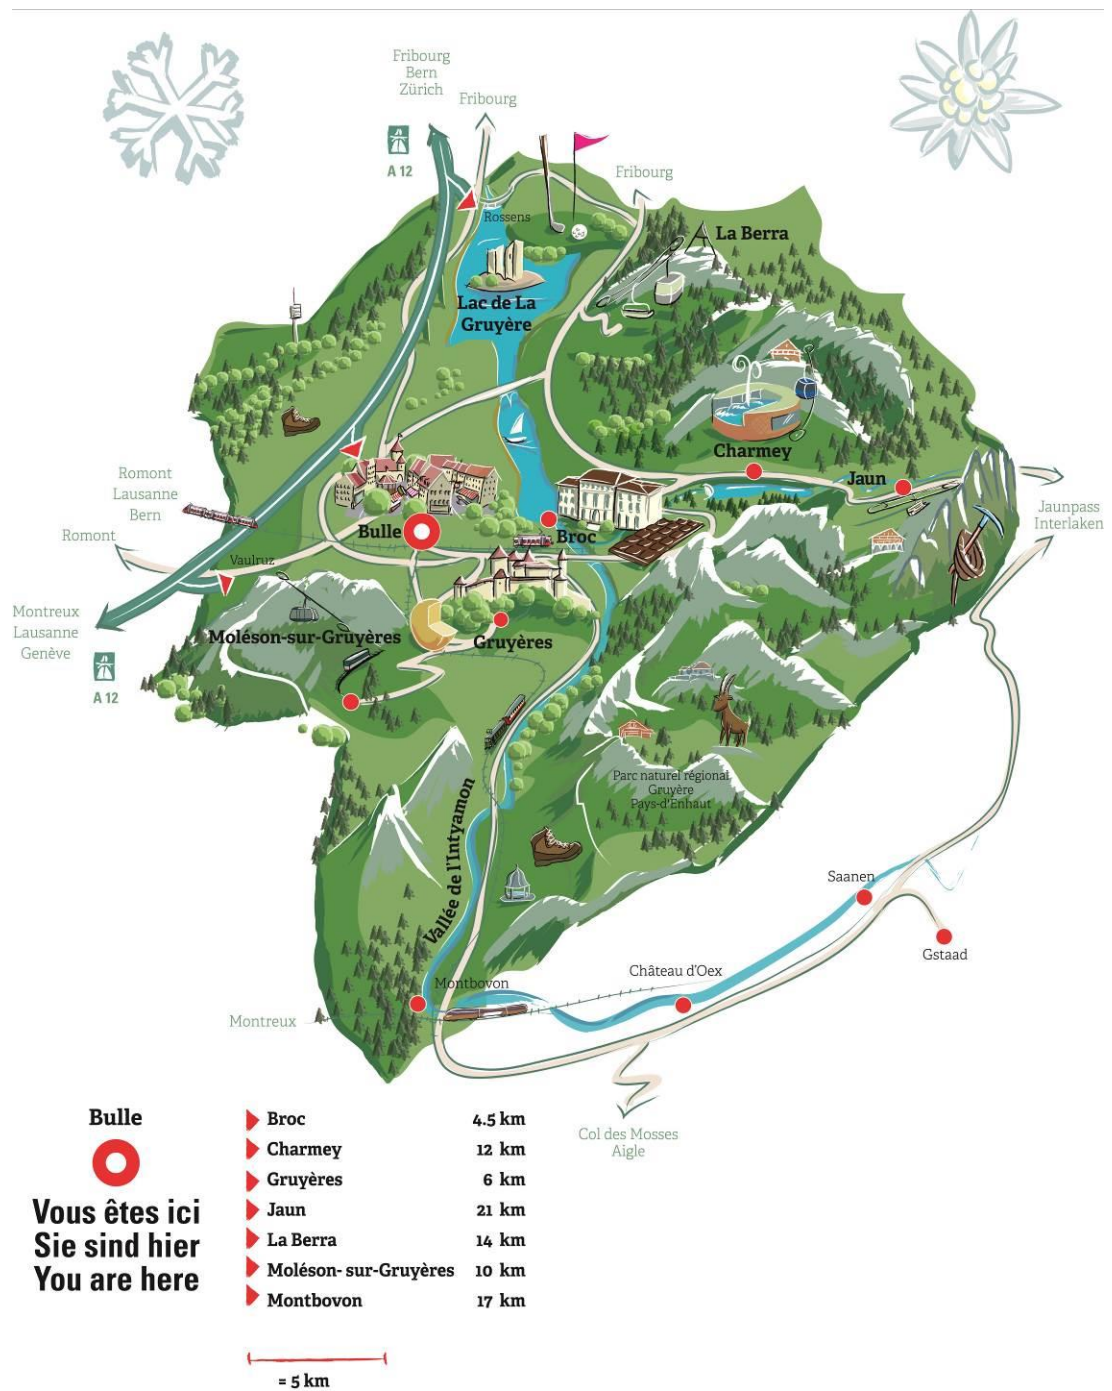 Fribourg
Bern
Zürich
Fribourg
A 12
Fribourg
Rossens
La Berra
Lac de La
Gruyère
Charmey
Jaun
Romont
Lausanne
Bern
Jaunpass
Interlaken
Romont
Bulle
Broc
Vaulruz
Montreux
Lausanne
Genève
Moléson-sur-Gruyères
Gruyères
A 12
Parc naturel régional
Gruyère
Pays-d'Enhaut
Vallée de l'Intyamon
Saanen
Gstaad
Château d'Oex
Montbovon
Montreux
Col des Mosses
Aigle
Bulle
Vous êtes ici
Sie sind hier
You are here
Broc 4.5 km
Charmey 12 km
Gruyères 6 km
Jaun 21 km
La Berra 14 km
Moléson- sur-Gruyères 10 km
Montbovon 17 km
= 5 km